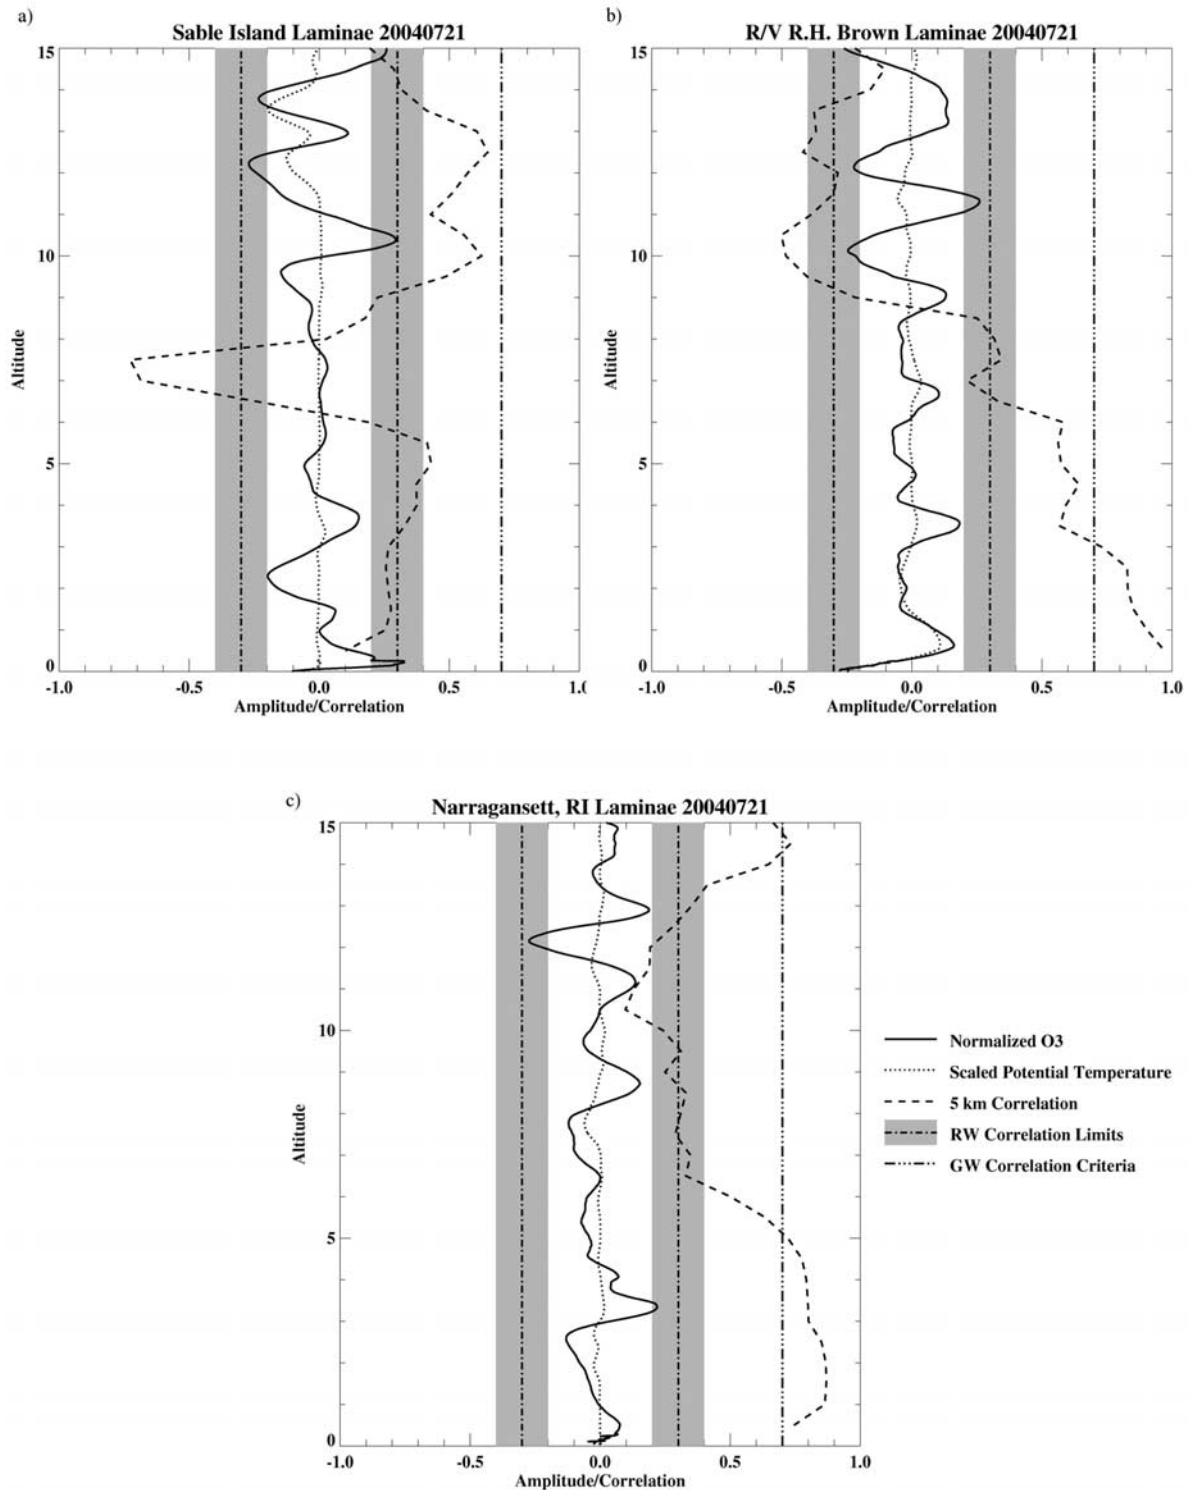 a)
Sable Island Laminae 20040721
15
10
5
0
Altitude
-1.0 -0.5 0.0 0.5 1.0
Amplitude/Correlation
b)
R/V R.H. Brown Laminae 20040721
15
10
5
0
Altitude
-1.0 -0.5 0.0 0.5 1.0
Amplitude/Correlation
c)
Narragansett, RI Laminae 20040721
15
10
5
0
Altitude
-1.0 -0.5 0.0 0.5 1.0
Amplitude/Correlation
Normalized O3
Scaled Potential Temperature
5 km Correlation
RW Correlation Limits
GW Correlation Criteria